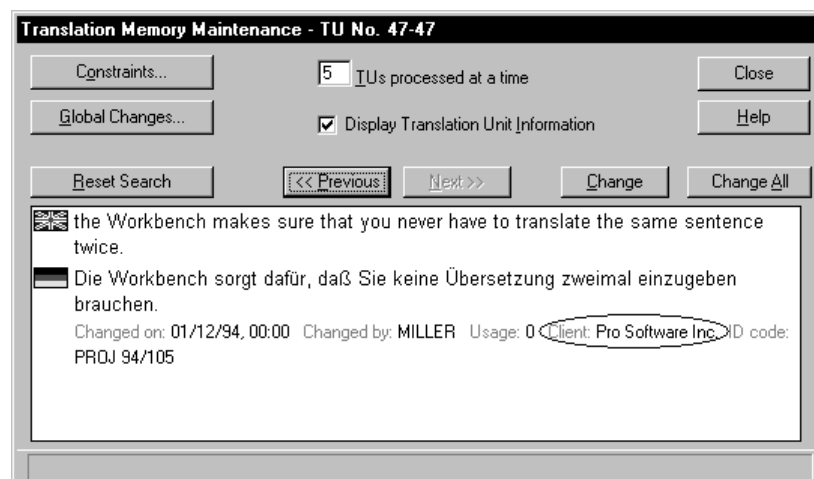 Translation Memory Maintenance - TU No. 47-47
Constraints... 5 TUs processed at a time Close
Global Changes... Display Translation Unit Information Help
Reset Search << Previous Next >> Change Change All
the Workbench makes sure that you never have to translate the same sentence
twice.
Die Workbench sorgt dafür, daß Sie keine Übersetzung zweimal einzugeben
brauchen.
Changed on: 01/12/94, 00:00 Changed by: MILLER Usage: 0 Client: Pro Software Inc. ID code:
PROJ 94/105